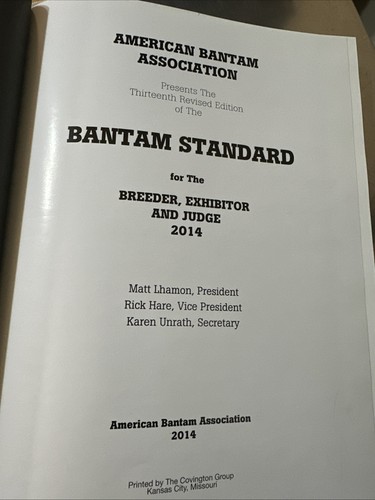 AMERICAN BANTAM
ASSOCIATION
Presents The
Thirteenth Revised Edition
of The
BANTAM STANDARD
for The
BREEDER, EXHIBITOR
AND JUDGE
2014
Matt Lhamon, President
Rick Hare, Vice President
Karen Unrath, Secretary
American Bantam Association
2014
Printed by The Covington Group
Kansas City, Missouri